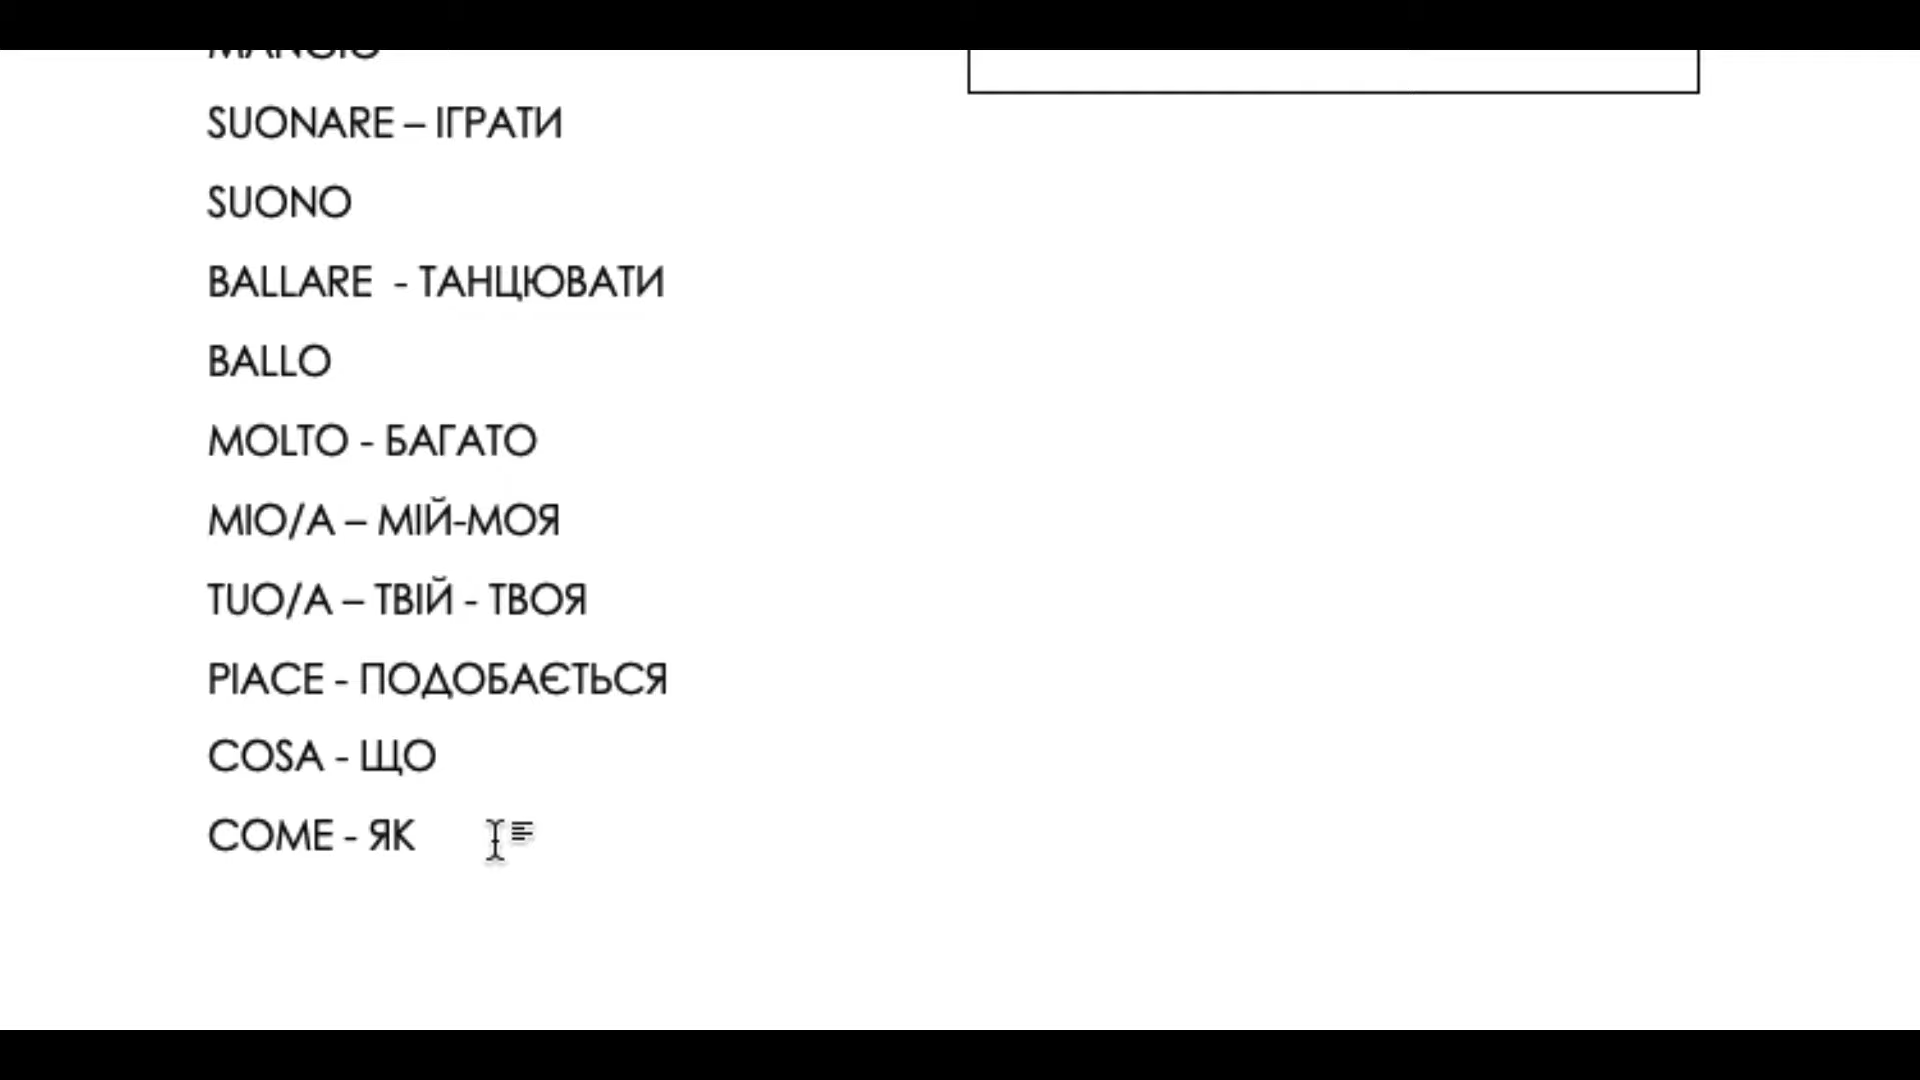 SUONARE – ІГРАТИ
SUONO
BALLARE - ТАНЦЮВАТИ
BALLO
MOLTO - БАГАТО
MIO/A – МІЙ-МОЯ
TUO/A – ТВІЙ - ТВОЯ
PIACE - ПОДОБАЄТЬСЯ
COSA - ЩО
COME - ЯК